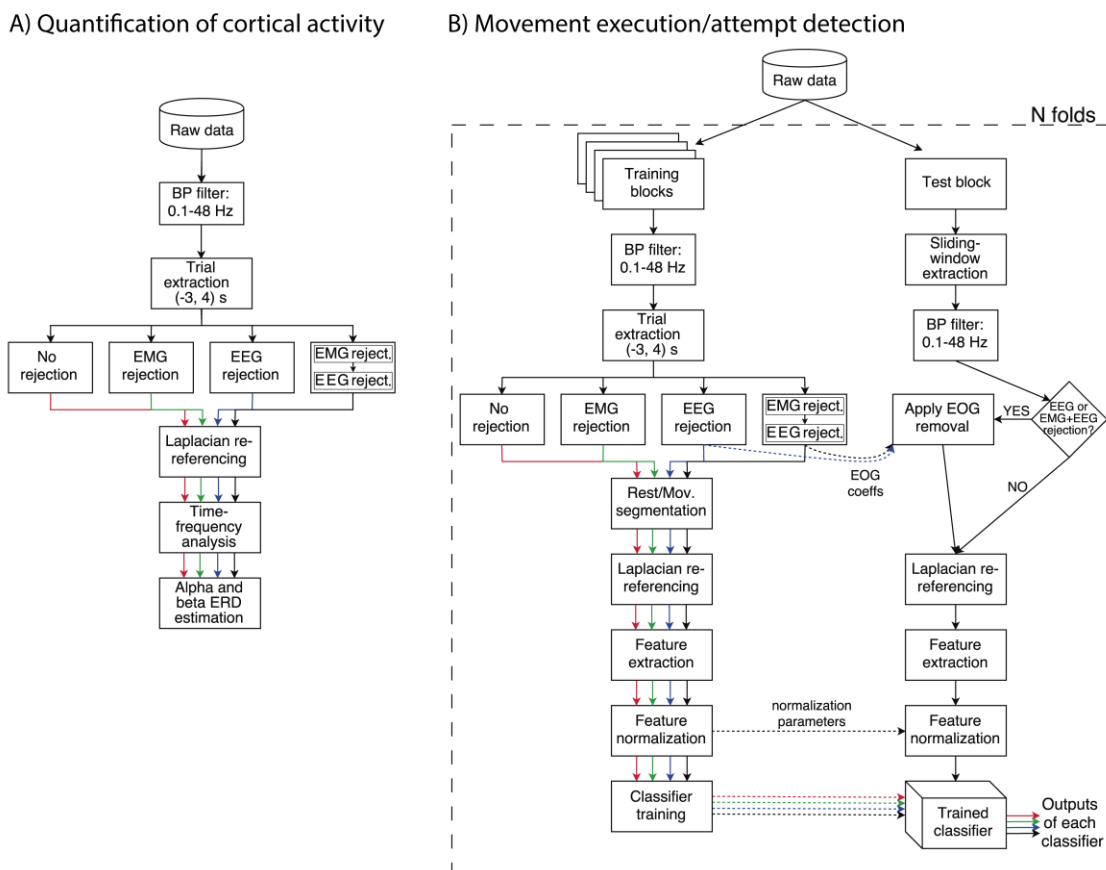 A) Quantification of cortical activity
Raw data
BP filter:
0.1-48 Hz
Trial
extraction
(-3, 4) s
No
rejection
EMG
rejection
EEG
rejection
EMG reject.
EEG reject.
Laplacian re-
referencing
Time-
frequency
analysis
Alpha and
beta ERD
estimation
B) Movement execution/attempt detection
Raw data
N folds
Training
blocks
BP filter:
0.1-48 Hz
Trial
extraction
(-3, 4) s
No
rejection
EMG
rejection
EEG
rejection
EMG reject.
EEG reject.
EOG
coeffs
Rest/Mov.
segmentation
Laplacian re-
referencing
Feature
extraction
Feature
normalization
normalization
parameters
Classifier
training
Test block
Sliding-
window
extraction
BP filter:
0.1-48 Hz
EEG or
EMG+EEG
rejection?
YES
NO
Apply EOG
removal
Laplacian re-
referencing
Feature
extraction
Feature
normalization
Trained
classifier
Outputs
of each
classifier